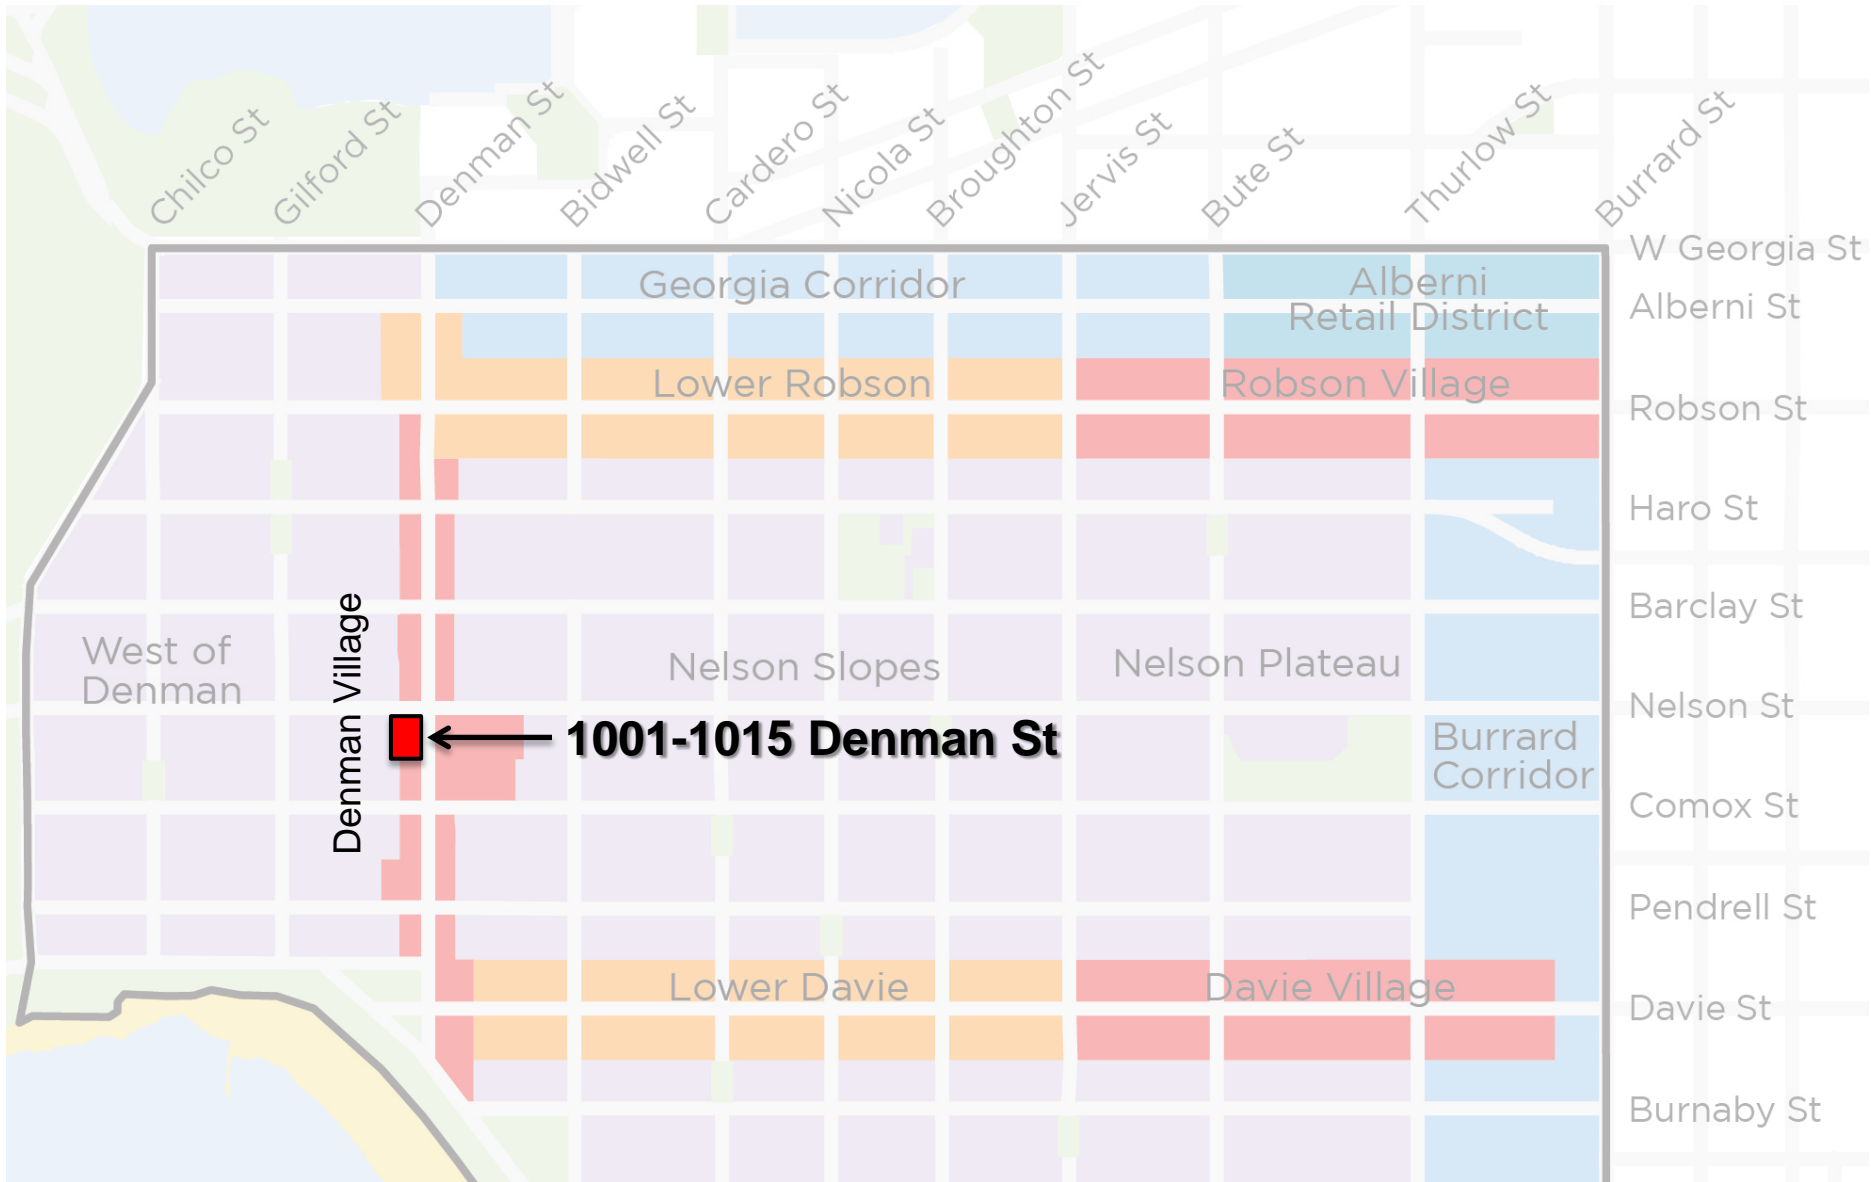 Chilco St
Gilford St
Denman St
Bidwell St
Cardero St
Nicola St
Broughton St
Jervis St
Bute St
Thurlow St
Burrard St
W Georgia St
Georgia Corridor
Alberni
Retail District
Alberni St
Lower Robson
Robson Village
Robson St
Haro St
Barclay St
West of
Denman
Denman Village
Nelson Slopes
Nelson Plateau
Nelson St
1001-1015 Denman St
Burrard
Corridor
Comox St
Pendrell St
Lower Davie
Davie Village
Davie St
Burnaby St